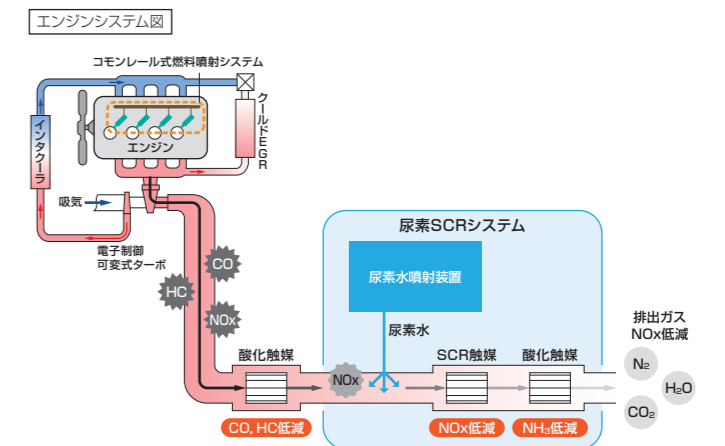 エンジンシステム図
コモンレール式燃料噴射システム
エンジン
クールドEGR
インタクーラ
吸気
電子制御
可変式ターボ
CO
HC
NOx
尿素SCRシステム
尿素水噴射装置
尿素水
酸化触媒
NOx
SCR触媒
酸化触媒
CO, HC低減
NOx低減
NH₃低減
排出ガス
NOx低減
N₂
H₂O
CO₂